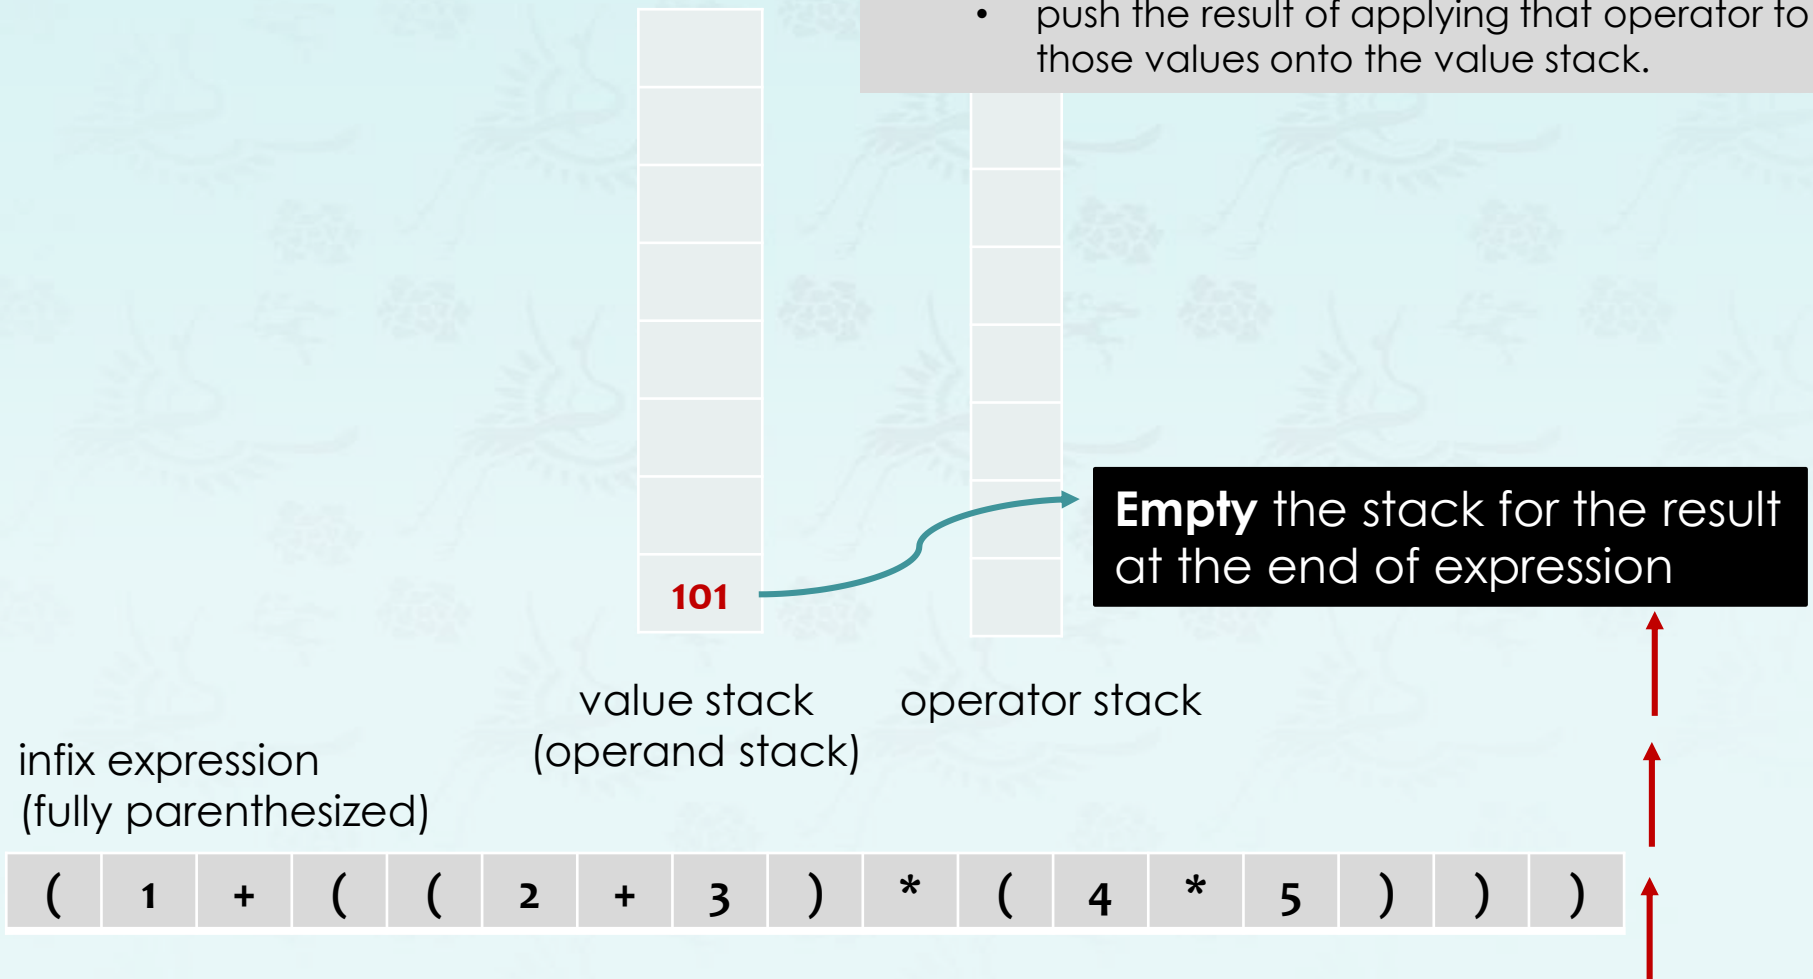 • push the result of applying that operator to
those values onto the value stack.
Empty the stack for the result
at the end of expression
101
value stack
(operand stack)
operator stack
infix expression
(fully parenthesized)
( 1 + ( ( 2 + 3 ) * ( 4 * 5 ) ) )